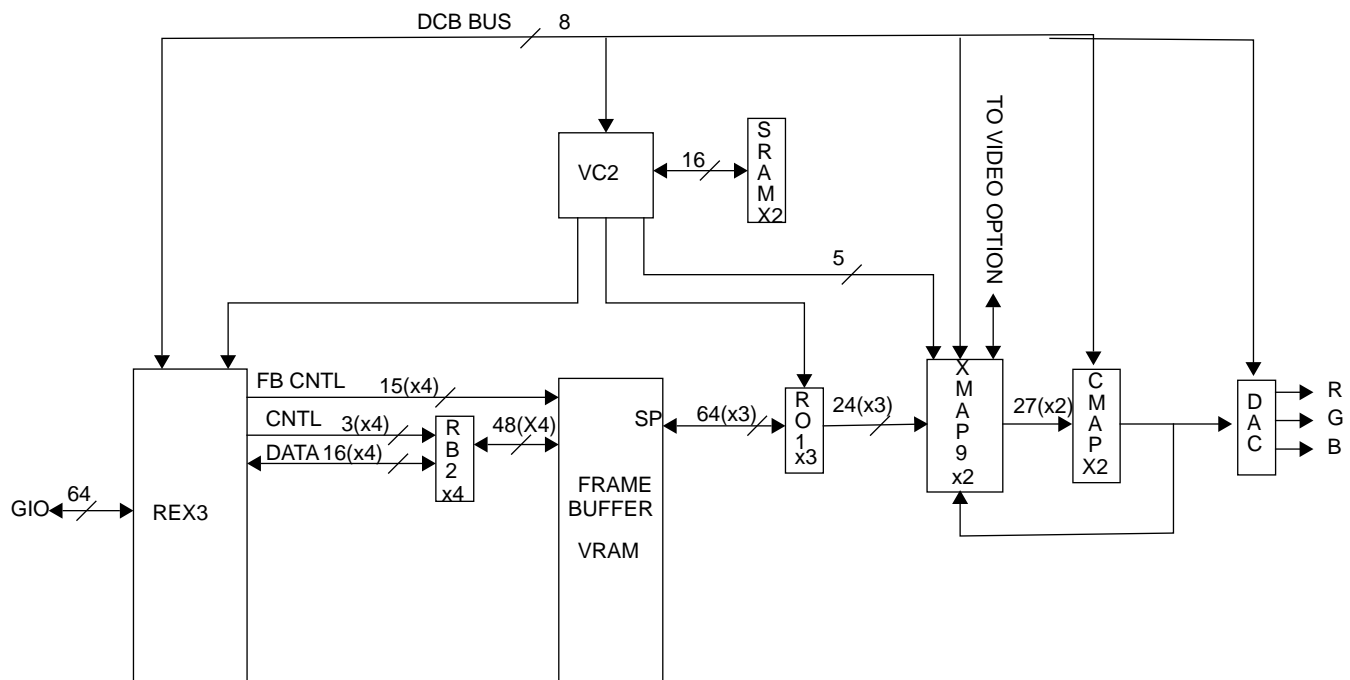 DCB BUS 8
VC2
16
S
R
A
M
X2
TO VIDEO OPTION
5
FB CNTL
15(x4)
CNTL
3(x4)
DATA 16(x4)
R
B
2
x4
48(X4)
SP
64(x3)
R
O
1
x3
24(x3)
X
M
A
P
9
x2
27(x2)
C
M
A
P
X2
D
A
C
R
G
B
GIO
64
REX3
FRAME
BUFFER
VRAM